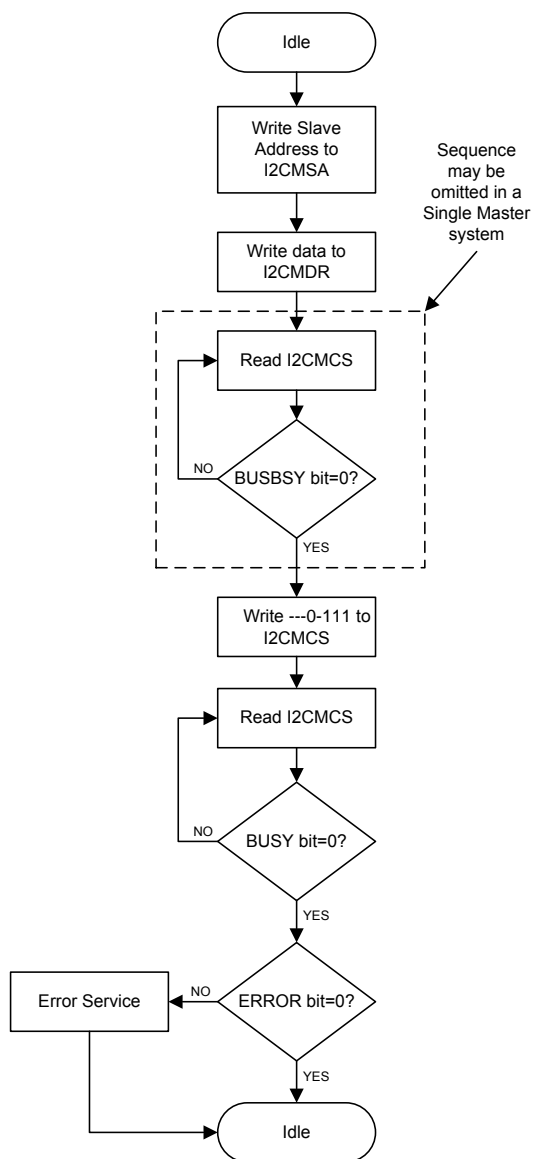 Idle
Write Slave
Address to
I2CMSA
Sequence
may be
omitted in a
Single Master
system
Write data to
I2CMDR
Read I2CMCS
NO
BUSBSY bit=0?
YES
Write ---0-111 to
I2CMCS
Read I2CMCS
NO
BUSY bit=0?
YES
Error Service
NO
ERROR bit=0?
YES
Idle